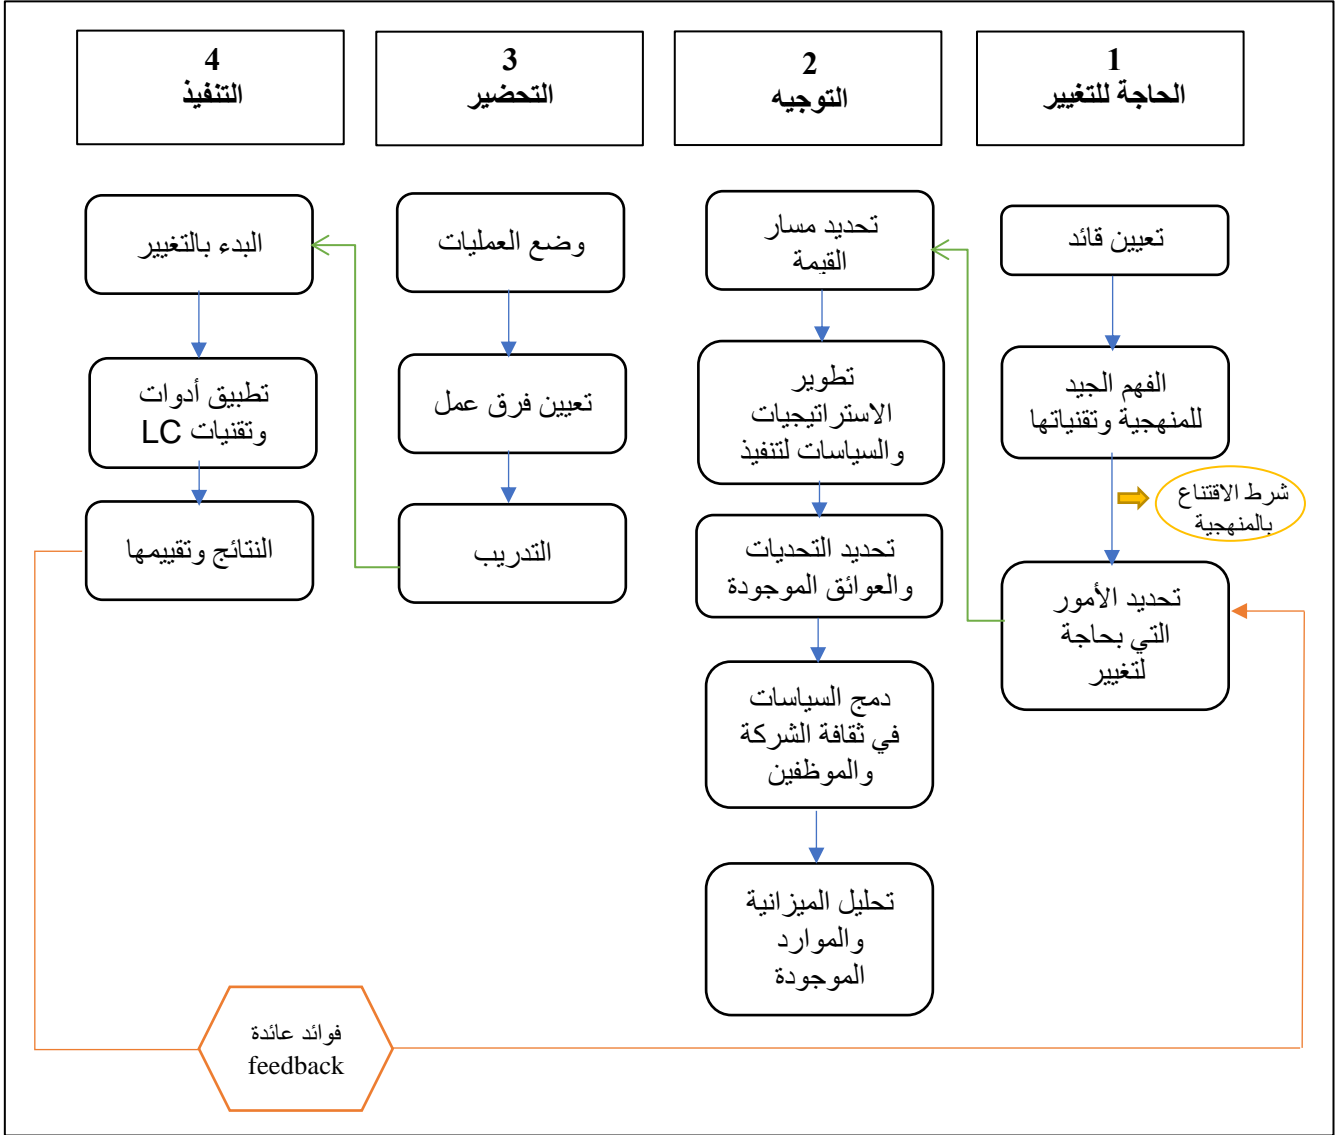 1
الحاجة للتغيير
2
التوجيه
3
التحضير
4
التنفيذ
تعيين قائد
الفهم الجيد
للمنهجية وتقنياتها
شرط الاقتناع
بالمنهجية
تحديد الأمور
التي بحاجة
لتغيير
تحديد مسار
القيمة
تطوير
الاستراتيجيات
والسياسات لتنفيذ
تحديد التحديات
والعوائق الموجودة
دمج السياسات
في ثقافة الشركة
والموظفين
تحليل الميزانية
والموارد
الموجودة
وضع العمليات
تعيين فرق عمل
التدريب
البدء بالتغيير
تطبيق أدوات
وتقنيات LC
النتائج وتقييمها
فوائد عائدة
feedback